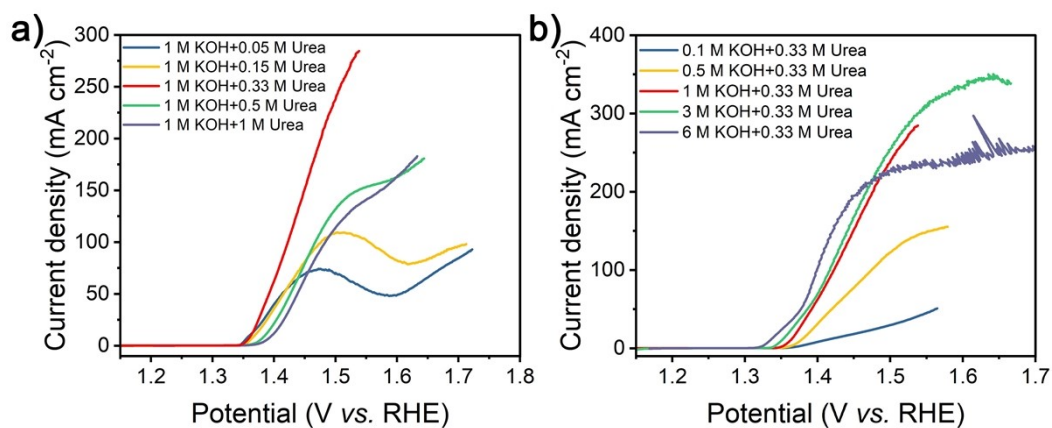 a)
300
250
200
150
100
50
0
Current density (mA cm-2)
1 M KOH+0.05 M Urea
1 M KOH+0.15 M Urea
1 M KOH+0.33 M Urea
1 M KOH+0.5 M Urea
1 M KOH+1 M Urea
1.2 1.3 1.4 1.5 1.6 1.7 1.8
Potential (V vs. RHE)
b)
400
300
200
100
0
Current density (mA cm-2)
0.1 M KOH+0.33 M Urea
0.5 M KOH+0.33 M Urea
1 M KOH+0.33 M Urea
3 M KOH+0.33 M Urea
6 M KOH+0.33 M Urea
1.2 1.3 1.4 1.5 1.6 1.7
Potential (V vs. RHE)